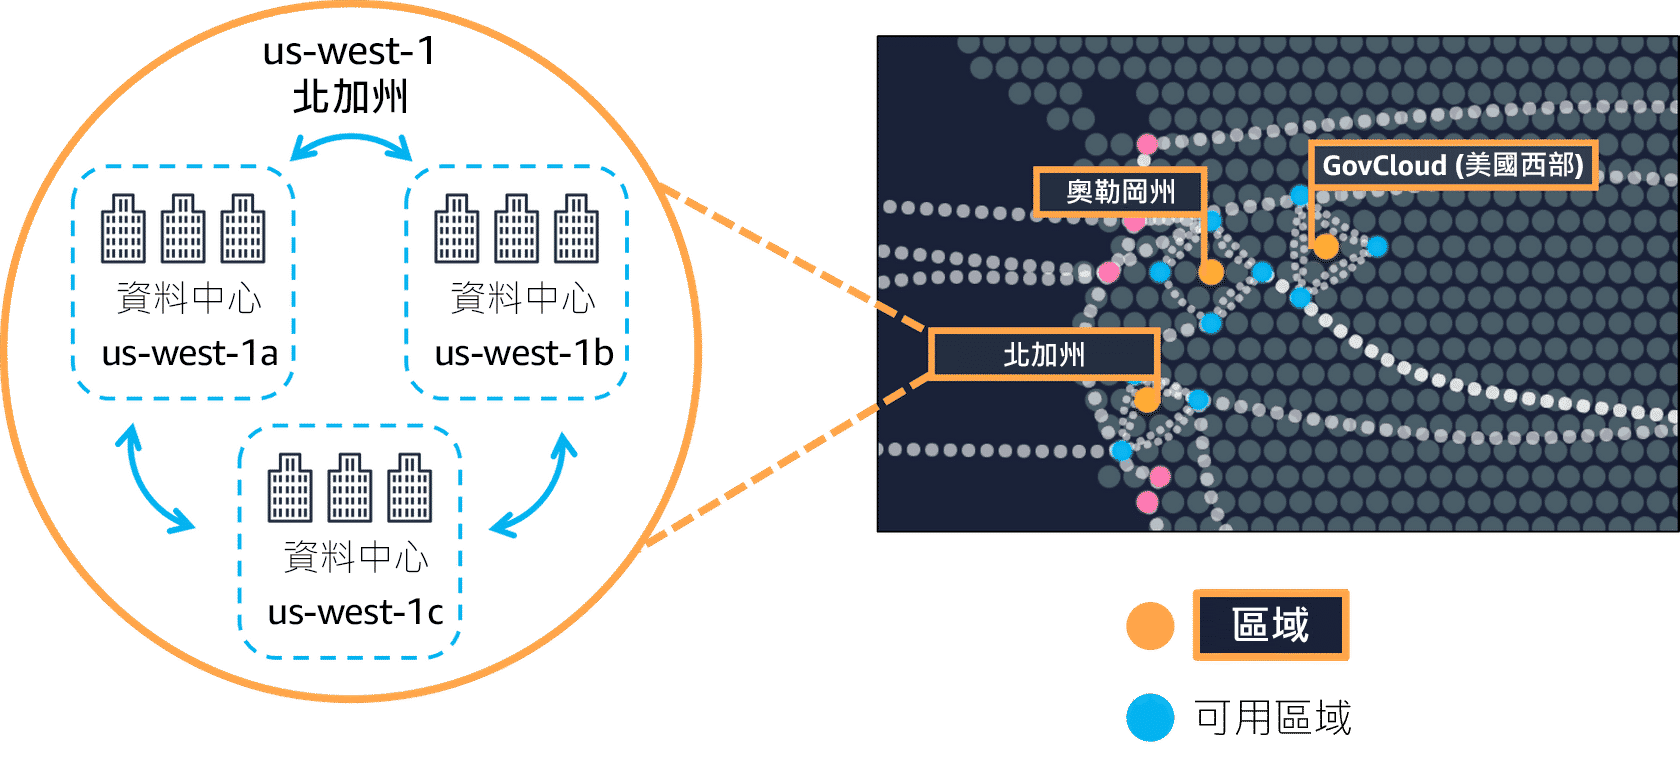 us-west-1
北加州
資料中心
us-west-1a
資料中心
us-west-1b
資料中心
us-west-1c
GovCloud (美國西部)
奧勒岡州
北加州
區域
可用區域